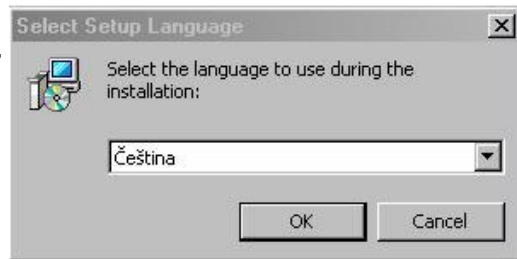 Select Setup Language
Select the language to use during the
installation:
Čeština
OK
Cancel